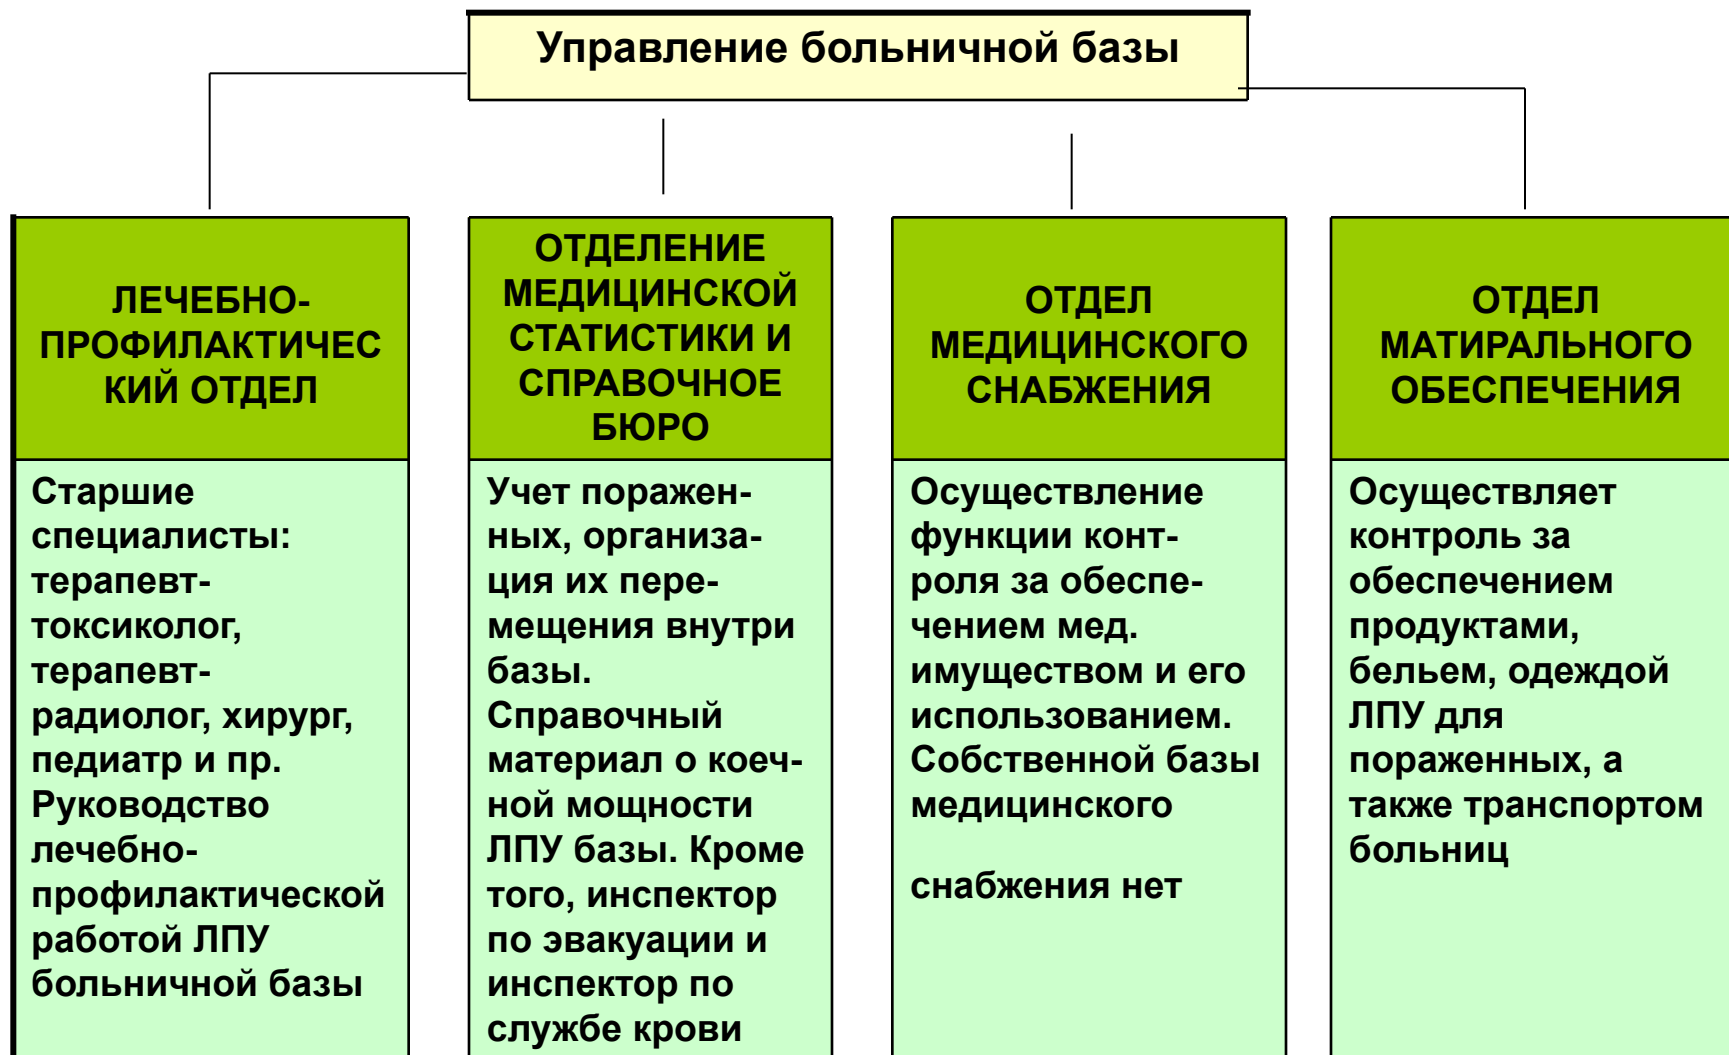 Управление больничной базы
ЛЕЧЕБНО-
ПРОФИЛАКТИЧЕС
КИЙ ОТДЕЛ
Старшие
специалисты:
терапевт-
токсиколог,
терапевт-
радиолог, хирург,
педиатр и пр.
Руководство
лечебно-
профилактической
работой ЛПУ
больничной базы
ОТДЕЛЕНИЕ
МЕДИЦИНСКОЙ
СТАТИСТИКИ И
СПРАВОЧНОЕ
БЮРО
Учет поражен-
ных, организа-
ция их пере-
мещения внутри
базы.
Справочный
материал о коеч-
ной мощности
ЛПУ базы. Кроме
того, инспектор
по эвакуации и
инспектор по
службе крови
ОТДЕЛ
МЕДИЦИНСКОГО
СНАБЖЕНИЯ
Осуществление
функции конт-
роля за обеспе-
чением мед.
имуществом и его
использованием.
Собственной базы
медицинского
снабжения нет
ОТДЕЛ
МАТИРАЛЬНОГО
ОБЕСПЕЧЕНИЯ
Осуществляет
контроль за
обеспечением
продуктами,
бельем, одеждой
ЛПУ для
пораженных, а
также транспортом
больниц